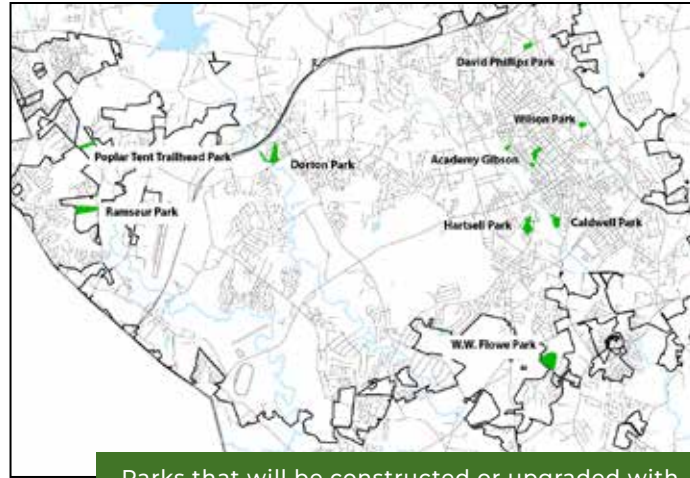 David Phillips Park
Wilson Park
Poplar Tent Trailhead Park
Dorton Park
Academy Gibson
Ramseur Park
Hartsell Park
Caldwell Park
W.W. Flowe Park
Parks that will be constructed or upgraded with